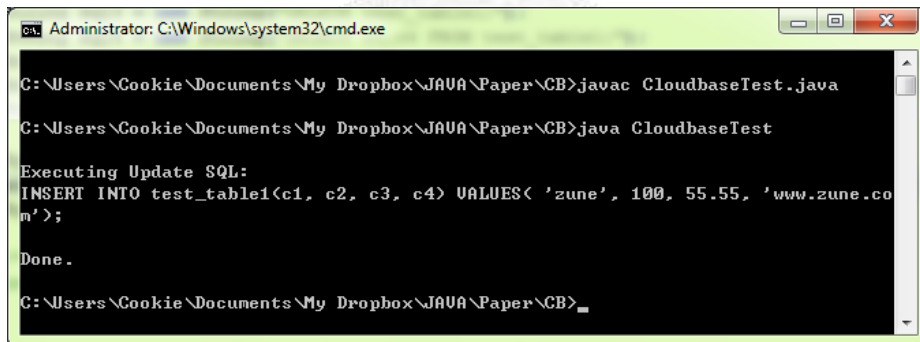 Administrator: C:\Windows\system32\cmd.exe
C:\Users\Cookie\Documents\My Dropbox\JAVA\Paper\CB>javac CloudbaseTest.java
C:\Users\Cookie\Documents\My Dropbox\JAVA\Paper\CB>java CloudbaseTest
Executing Update SQL:
INSERT INTO test_table1(c1, c2, c3, c4) VALUES( 'zune', 100, 55.55, 'www.zune.co
m');
Done.
C:\Users\Cookie\Documents\My Dropbox\JAVA\Paper\CB>